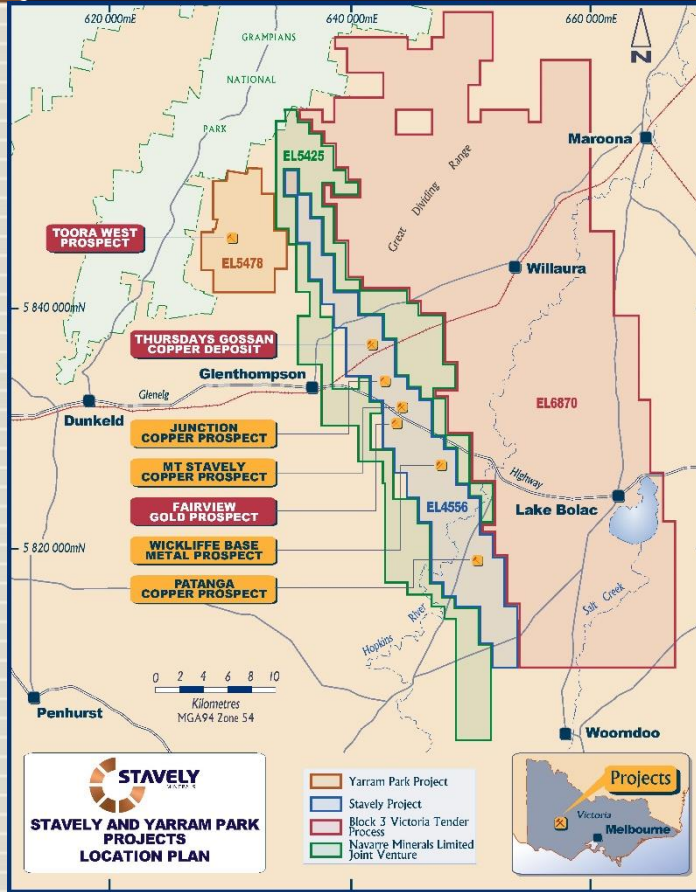 620 000mE
640 000mE
660 000mE
GRAMPIANS
NATIONAL
PARK
N
Maroona
EL5425
Great Dividing Range
TOORA WEST
PROSPECT
EL5478
Willaura
5 840 000mN
THURSDAYS GOSSAN
COPPER DEPOSIT
Glenthompson
Glenelg
Dunkeld
EL6870
JUNCTION
COPPER PROSPECT
MT STAVELY
COPPER PROSPECT
Highway
FAIRVIEW
GOLD PROSPECT
EL4556
Lake Bolac
WICKLIFFE BASE
METAL PROSPECT
5 820 000mN
PATANGA
COPPER PROSPECT
Hopkins River
Salt Creek
0 2 4 6 8 10
Kilometres
MGA94 Zone 54
Penhurst
Woorndoo
STAVELY
MINERALS
STAVELY AND YARRAM PARK
PROJECTS
LOCATION PLAN
Yarram Park Project
Stavely Project
Block 3 Victoria Tender
Process
Navarre Minerals Limited
Joint Venture
Projects
Victoria
Melbourne